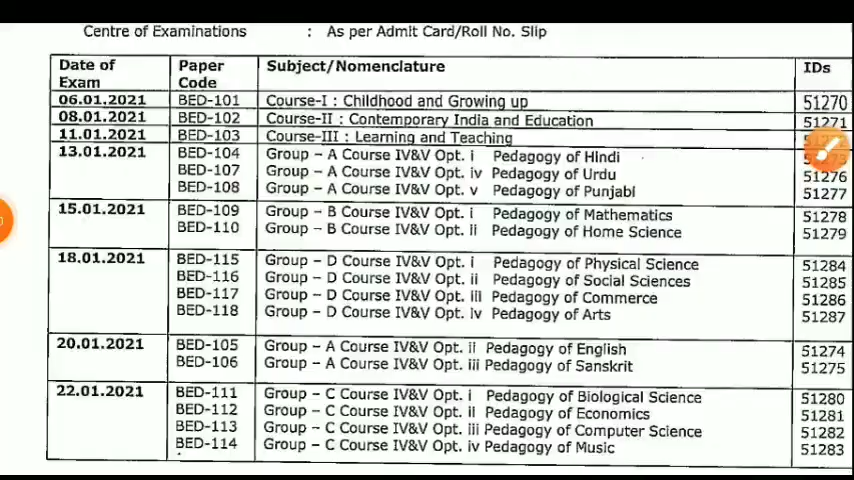 Centre of Examinations : As per Admit Card/Roll No. Slip
Date of Exam Paper Code Subject/Nomenclature IDs
06.01.2021 BED-101 Course-I : Childhood and Growing up 51270
08.01.2021 BED-102 Course-II : Contemporary India and Education 51271
11.01.2021 BED-103 Course-III : Learning and Teaching
13.01.2021 BED-104 Group – A Course IV&V Opt. i Pedagogy of Hindi
BED-107 Group – A Course IV&V Opt. iv Pedagogy of Urdu 51276
BED-108 Group – A Course IV&V Opt. v Pedagogy of Punjabi 51277
15.01.2021 BED-109 Group – B Course IV&V Opt. i Pedagogy of Mathematics 51278
BED-110 Group – B Course IV&V Opt. ii Pedagogy of Home Science 51279
18.01.2021 BED-115 Group – D Course IV&V Opt. i Pedagogy of Physical Science 51284
BED-116 Group – D Course IV&V Opt. ii Pedagogy of Social Sciences 51285
BED-117 Group – D Course IV&V Opt. iii Pedagogy of Commerce 51286
BED-118 Group – D Course IV&V Opt. iv Pedagogy of Arts 51287
20.01.2021 BED-105 Group – A Course IV&V Opt. ii Pedagogy of English 51274
BED-106 Group – A Course IV&V Opt. iii Pedagogy of Sanskrit 51275
22.01.2021 BED-111 Group – C Course IV&V Opt. i Pedagogy of Biological Science 51280
BED-112 Group – C Course IV&V Opt. ii Pedagogy of Economics 51281
BED-113 Group – C Course IV&V Opt. iii Pedagogy of Computer Science 51282
BED-114 Group – C Course IV&V Opt. iv Pedagogy of Music 51283